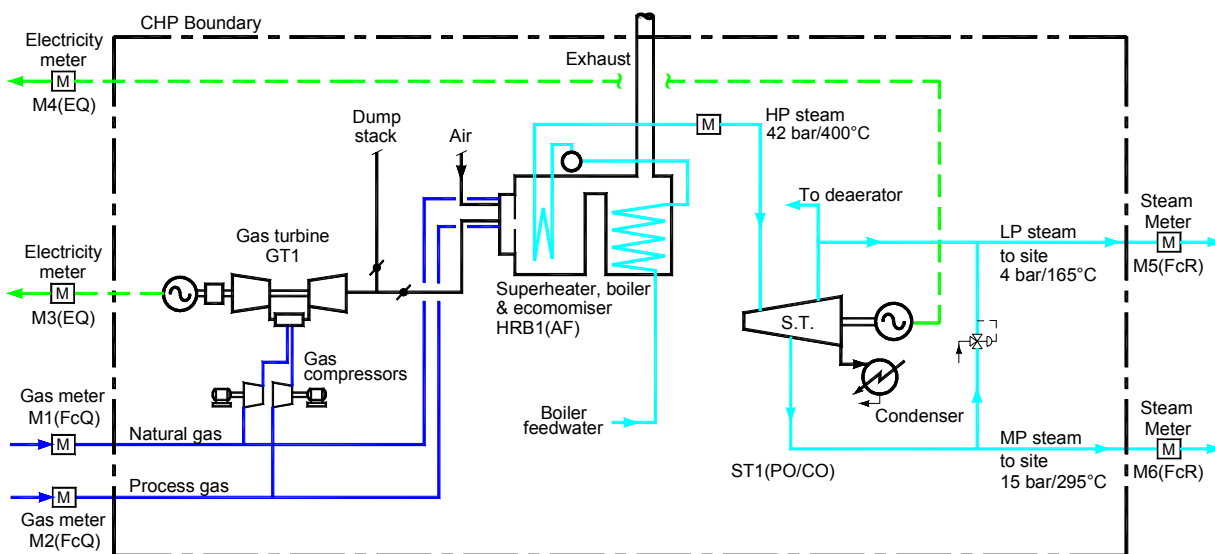 CHP Boundary
Electricity
meter
M
M4(EQ)
Exhaust
Dump
stack
Air
M
HP steam
42 bar/400°C
To deaerator
Steam
Meter
M
M5(FcR)
LP steam
to site
4 bar/165°C
Electricity
meter
M
M3(EQ)
Gas turbine
GT1
Superheater, boiler
& ecomomiser
HRB1(AF)
S.T.
Gas
compressors
Condenser
Boiler
feedwater
Gas meter
M1(FcQ)
M
Natural gas
Process gas
M
Gas meter
M2(FcQ)
ST1(PO/CO)
MP steam
to site
15 bar/295°C
Steam
Meter
M
M6(FcR)